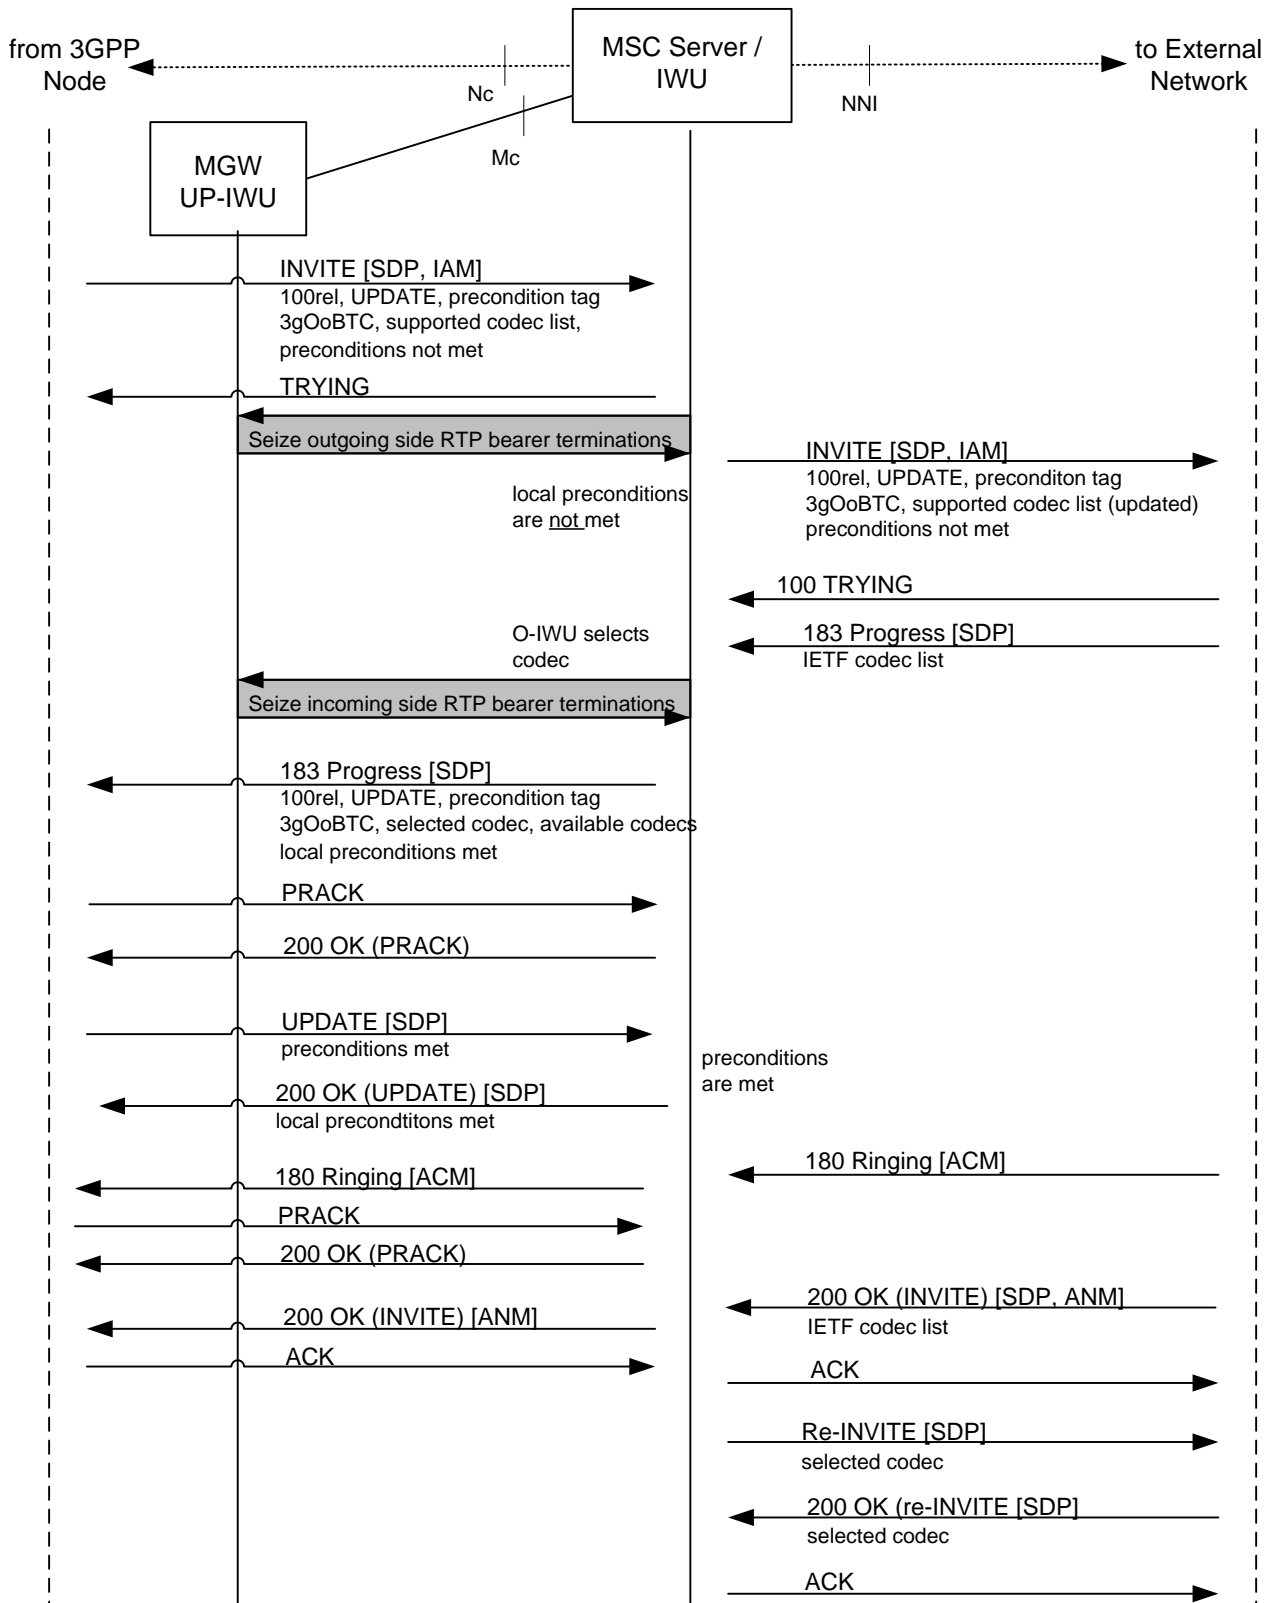 from 3GPP
Node
MSC Server /
IWU
to External
Network
Nc
NNI
Mc
MGW
UP-IWU
INVITE [SDP, IAM]
100rel, UPDATE, precondition tag
3gOoBTC, supported codec list,
preconditions not met
TRYING
Seize outgoing side RTP bearer terminations
INVITE [SDP, IAM]
100rel, UPDATE, preconditon tag
3gOoBTC, supported codec list (updated)
preconditions not met
local preconditions
are not met
100 TRYING
183 Progress [SDP]
IETF codec list
O-IWU selects
codec
Seize incoming side RTP bearer terminations
183 Progress [SDP]
100rel, UPDATE, precondition tag
3gOoBTC, selected codec, available codecs
local preconditions met
PRACK
200 OK (PRACK)
UPDATE [SDP]
preconditions met
preconditions
are met
200 OK (UPDATE) [SDP]
local precondtitons met
180 Ringing [ACM]
180 Ringing [ACM]
PRACK
200 OK (PRACK)
200 OK (INVITE) [SDP, ANM]
IETF codec list
200 OK (INVITE) [ANM]
ACK
ACK
Re-INVITE [SDP]
selected codec
200 OK (re-INVITE [SDP]
selected codec
ACK